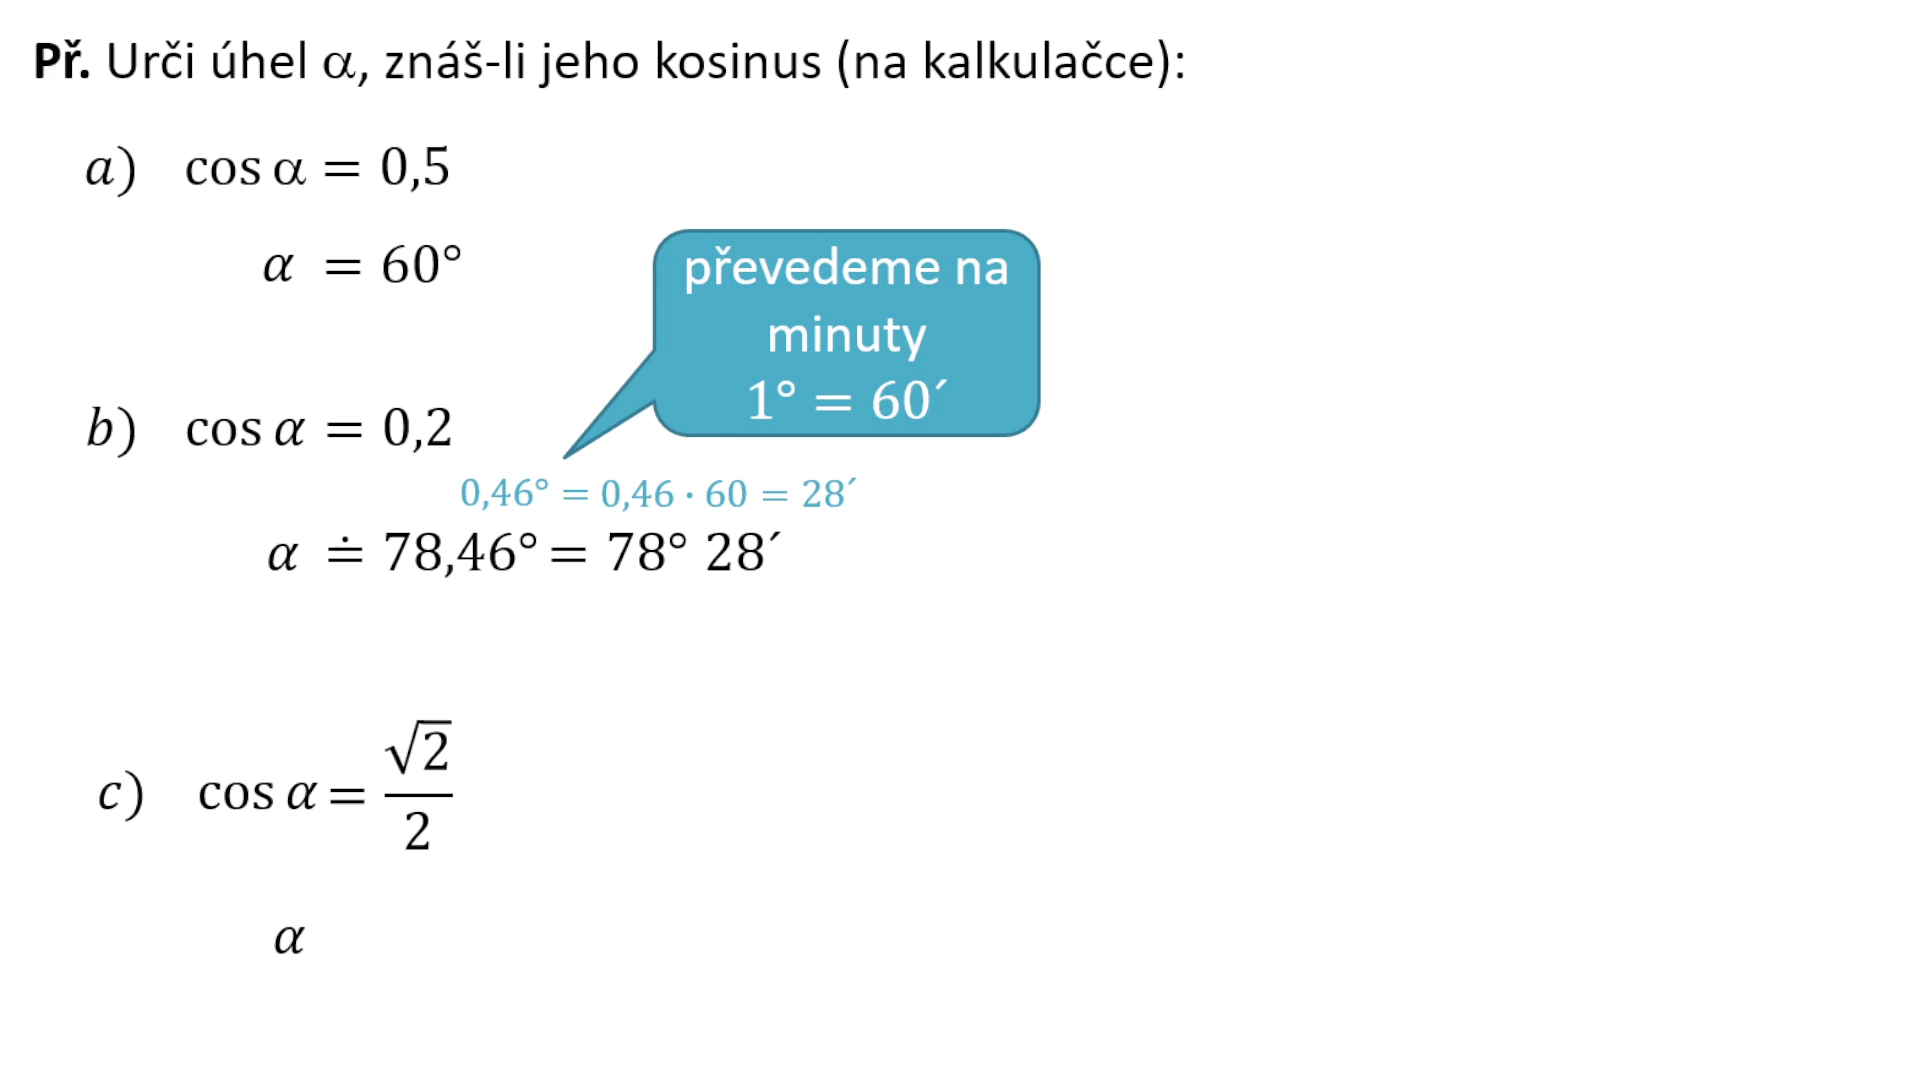 Př. Urči úhel α, znáš-li jeho kosinus (na kalkulačce):
a) cos α = 0,5
α = 60°
převedeme na
minuty
1° = 60´
b) cos α = 0,2
0,46° = 0,46 · 60 = 28´
α ≐ 78,46° = 78° 28´
c) cos α = √2/2
α